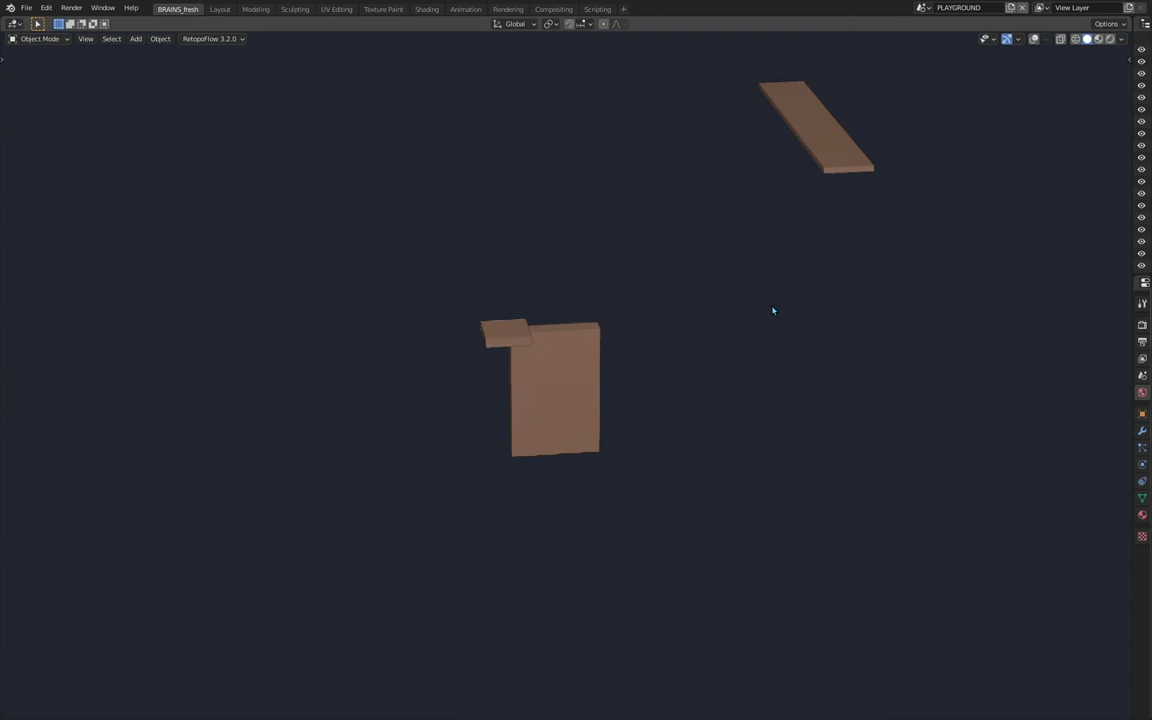 File Edit Render Window Help BRAINS_fresh Layout Modeling Sculpting UV Editing Texture Paint Shading Animation Rendering Compositing Scripting + PLAYGROUND View Layer
Global Options
Object Mode View Select Add Object RetopoFlow 3.2.0